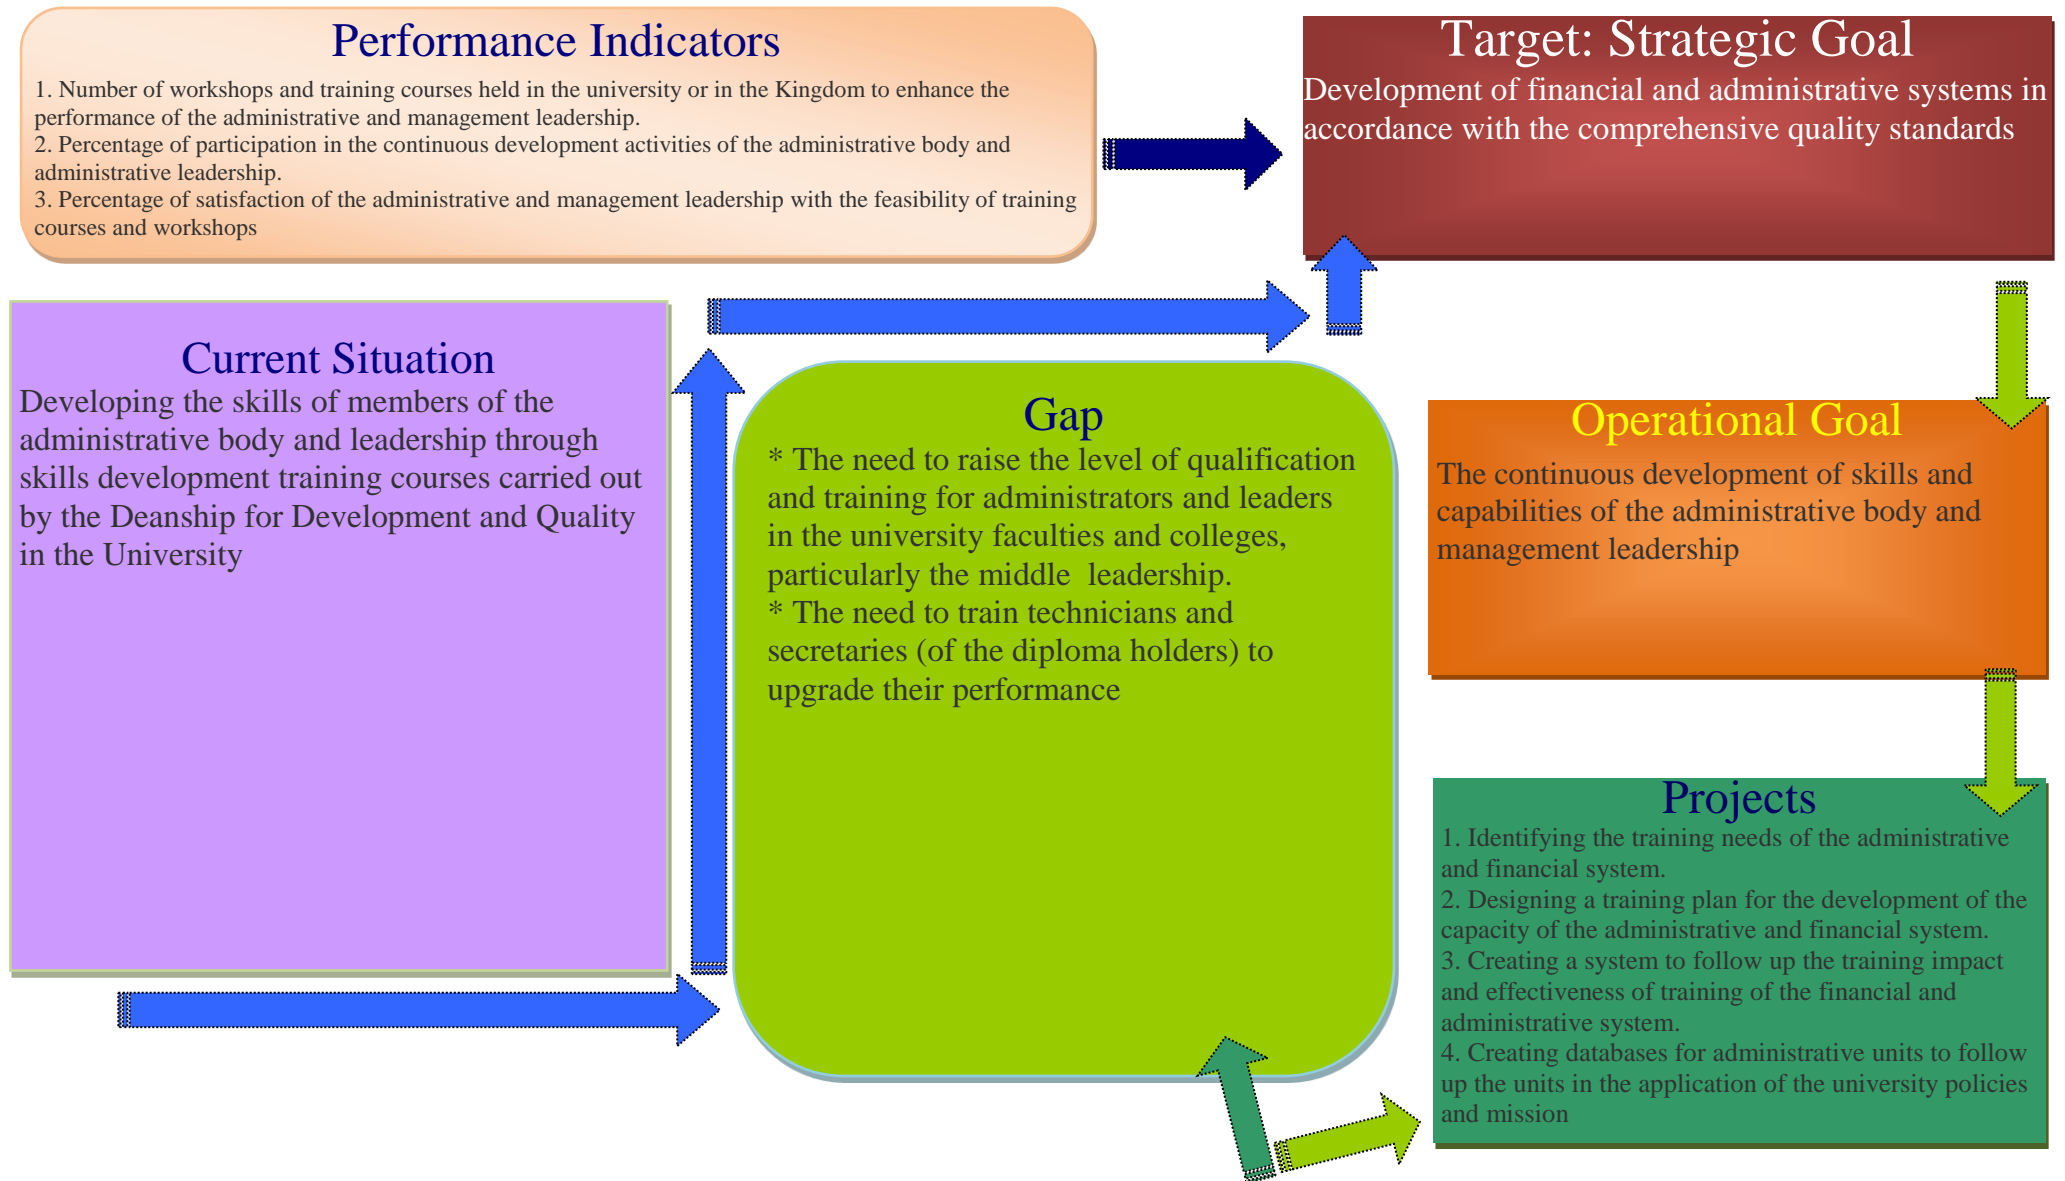 Performance Indicators
1. Number of workshops and training courses held in the university or in the Kingdom to enhance the
performance of the administrative and management leadership.
2. Percentage of participation in the continuous development activities of the administrative body and
administrative leadership.
3. Percentage of satisfaction of the administrative and management leadership with the feasibility of training
courses and workshops
Target: Strategic Goal
Development of financial and administrative systems in
accordance with the comprehensive quality standards
Current Situation
Developing the skills of members of the
administrative body and leadership through
skills development training courses carried out
by the Deanship for Development and Quality
in the University
Gap
* The need to raise the level of qualification
and training for administrators and leaders
in the university faculties and colleges,
particularly the middle  leadership.
* The need to train technicians and
secretaries (of the diploma holders) to
upgrade their performance
Operational Goal
The continuous development of skills and
capabilities of the administrative body and
management leadership
Projects
1. Identifying the training needs of the administrative
and financial system.
2. Designing a training plan for the development of the
capacity of the administrative and financial system.
3. Creating a system to follow up the training impact
and effectiveness of training of the financial and
administrative system.
4. Creating databases for administrative units to follow
up the units in the application of the university policies
and mission